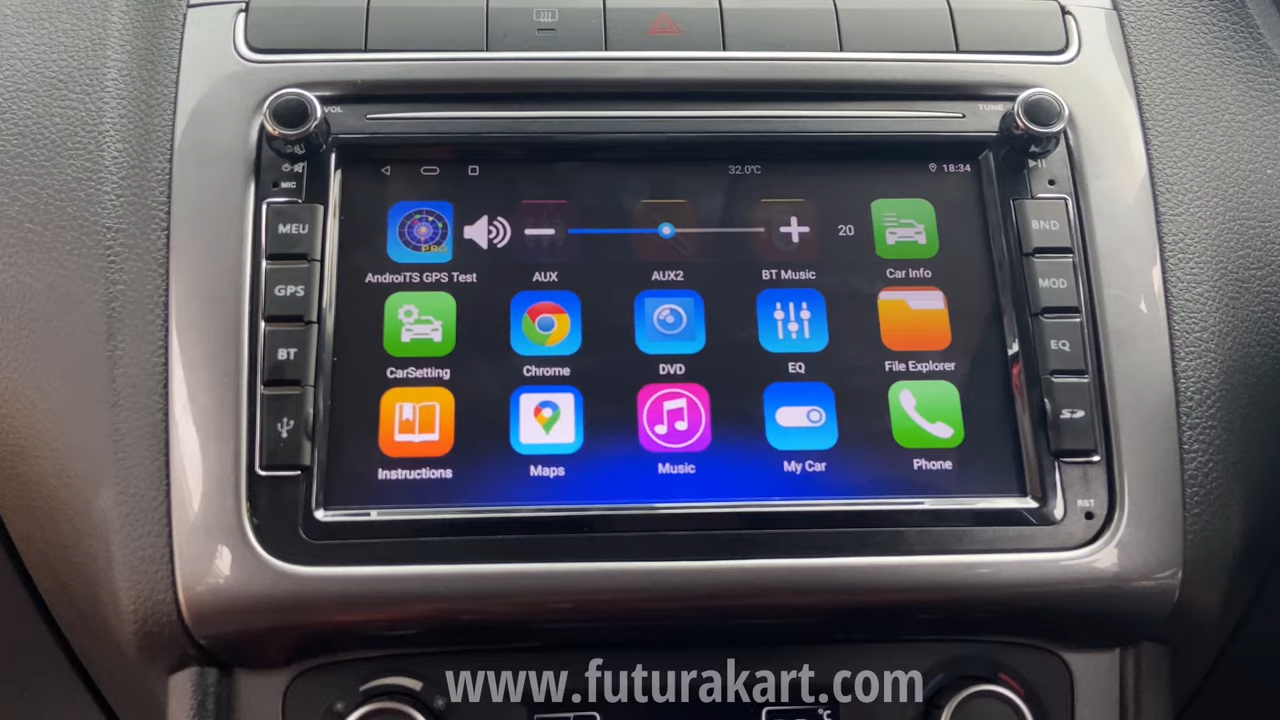 VOL
TUNE
MIC
32.0°C
18:34
MEU
GPS
BT
BND
MOD
EQ
RST
PRO
20
AndroiTS GPS Test
AUX
AUX2
BT Music
Car Info
CarSetting
Chrome
DVD
EQ
File Explorer
Instructions
Maps
Music
My Car
Phone
www.futurakart.com
°C